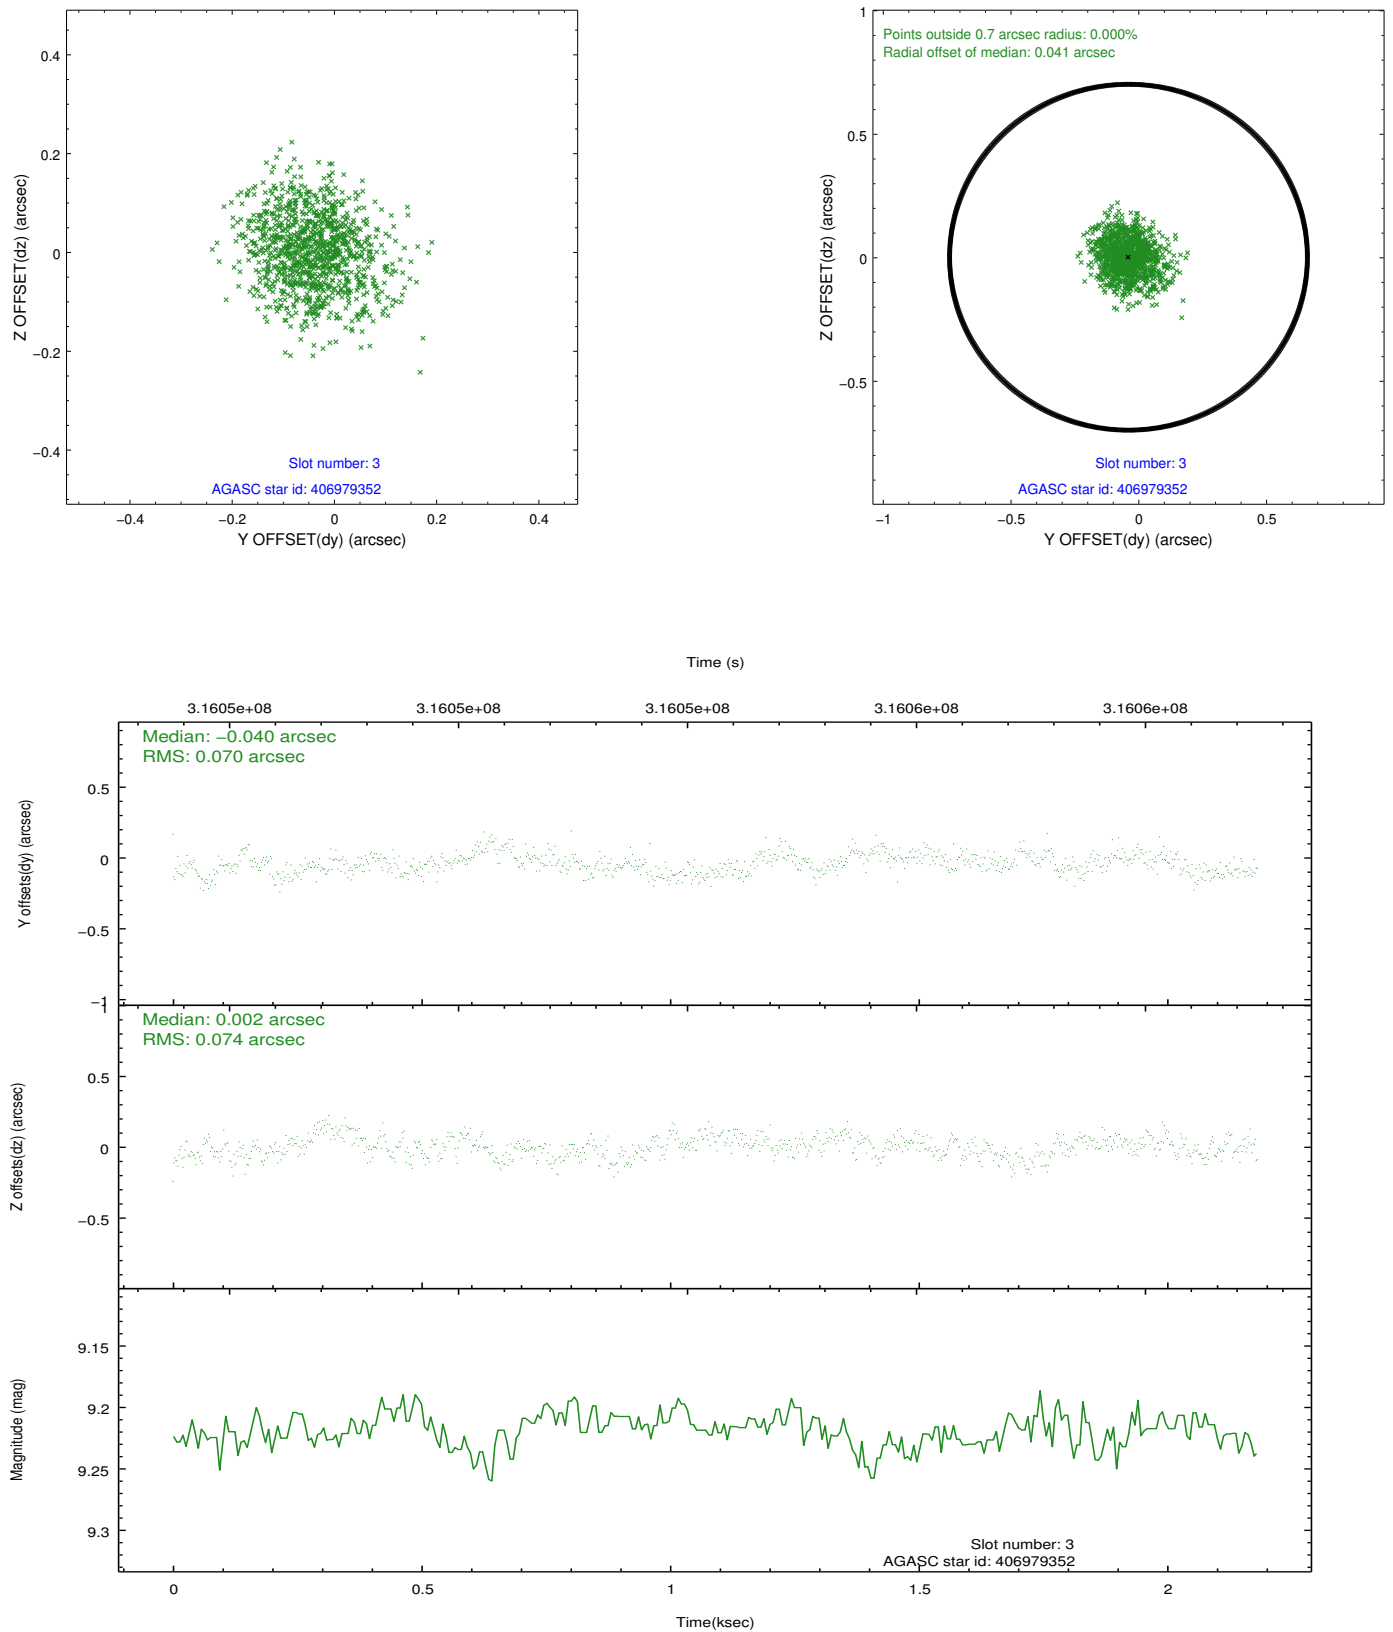 0.4
0.2
0
−0.2
−0.4
Z OFFSET(dz) (arcsec)
Slot number: 3
AGASC star id: 406979352
−0.4
−0.2
0
0.2
0.4
Y OFFSET(dy) (arcsec)
Points outside 0.7 arcsec radius: 0.000%
Radial offset of median: 0.041 arcsec
1
0.5
0
−0.5
Z OFFSET(dz) (arcsec)
Slot number: 3
AGASC star id: 406979352
−1
−0.5
0
0.5
Y OFFSET(dy) (arcsec)
Time (s)
3.1605e+08
3.1605e+08
3.1605e+08
3.1606e+08
3.1606e+08
Median: −0.040 arcsec
RMS: 0.070 arcsec
0.5
0
−0.5
−1
Y offsets(dy) (arcsec)
Median: 0.002 arcsec
RMS: 0.074 arcsec
1
0.5
0
−0.5
Z offsets(dz) (arcsec)
9.15
9.2
9.25
9.3
Magnitude (mag)
Slot number: 3
AGASC star id: 406979352
0
0.5
1
1.5
2
Time(ksec)